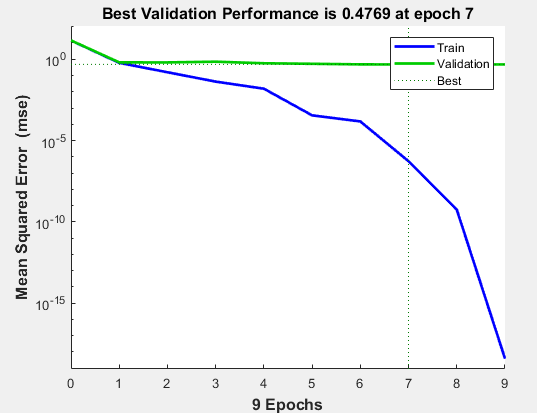 Best Validation Performance is 0.4769 at epoch 7
Train
Validation
Best
10^0
10^-5
10^-10
10^-15
Mean Squared Error (mse)
0 1 2 3 4 5 6 7 8 9
9 Epochs